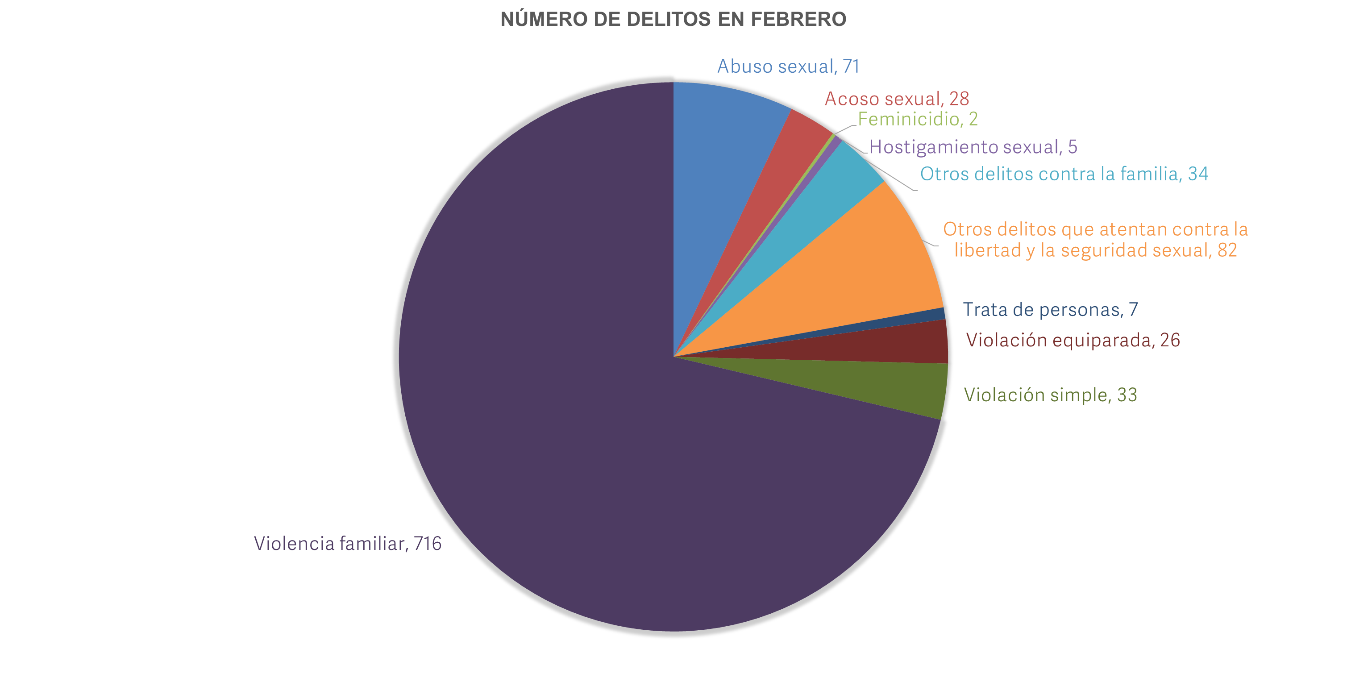 NÚMERO DE DELITOS EN FEBRERO
Abuso sexual, 71
Acoso sexual, 28
Feminicidio, 2
Hostigamiento sexual, 5
Otros delitos contra la familia, 34
Otros delitos que atentan contra la
libertad y la seguridad sexual, 82
Trata de personas, 7
Violación equiparada, 26
Violación simple, 33
Violencia familiar, 716